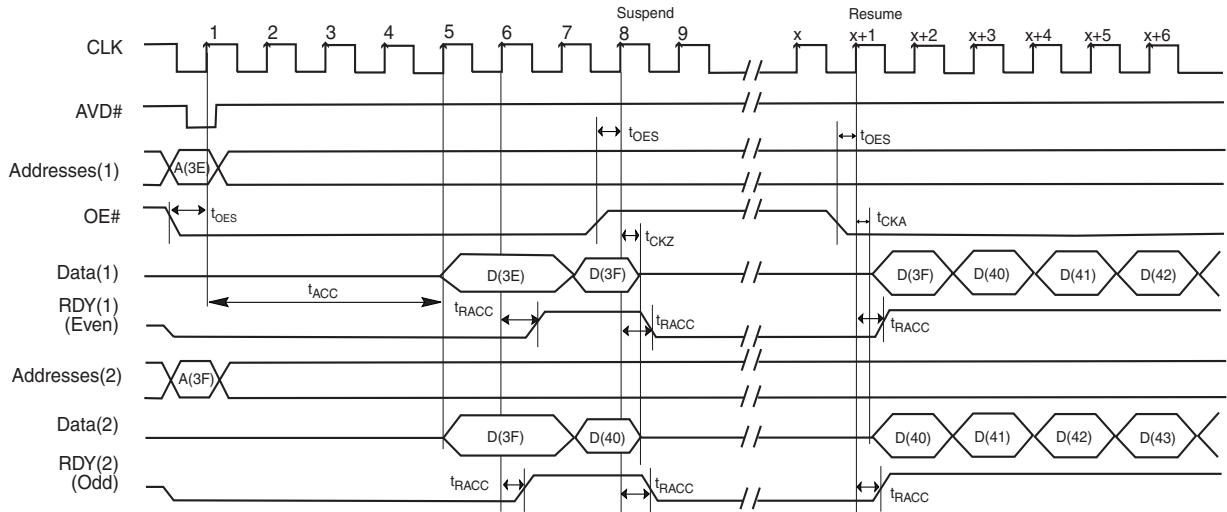 Suspend Resume
CLK 1 2 3 4 5 6 7 8 9 x x+1 x+2 x+3 x+4 x+5 x+6
AVD#
tOES tOES
Addresses(1) A(3E)
OE# tOES tCKZ tCKA
Data(1) D(3E) D(3F) D(3F) D(40) D(41) D(42)
tACC
RDY(1) tRACC tRACC tRACC
(Even)
Addresses(2) A(3F)
Data(2) D(3F) D(40) D(40) D(41) D(42) D(43)
RDY(2)
(Odd) tRACC tRACC tRACC